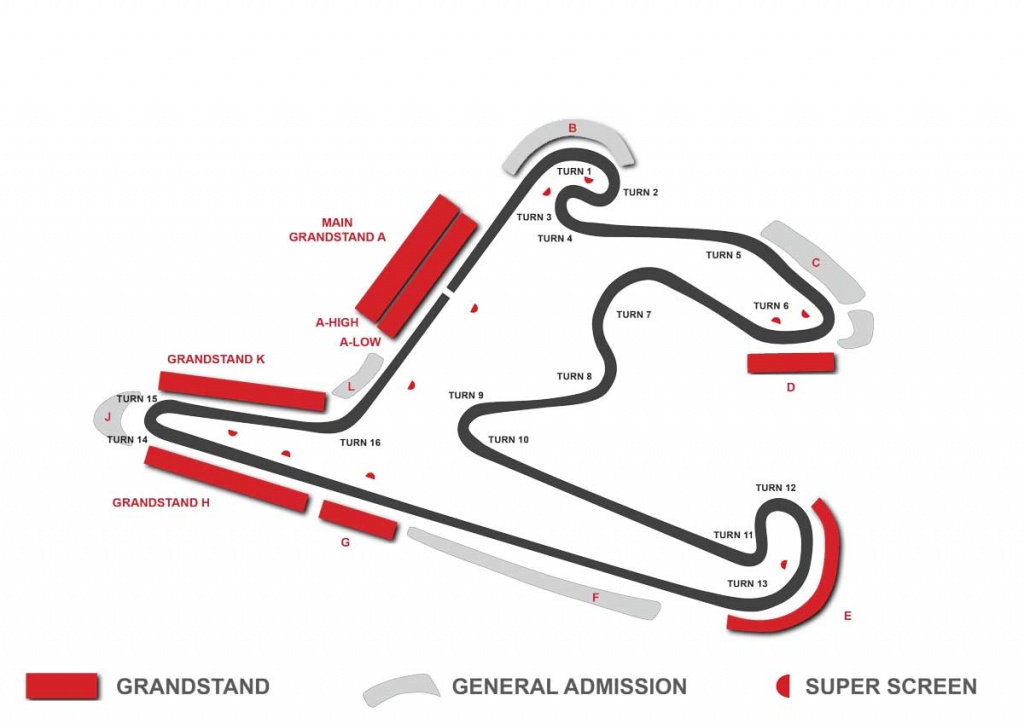 B
TURN 1
TURN 2
TURN 3
TURN 4
MAIN
GRANDSTAND A
TURN 5
C
TURN 6
TURN 7
A-HIGH
A-LOW
GRANDSTAND K
L
TURN 8
D
TURN 9
TURN 15
J
TURN 14
TURN 16
TURN 10
TURN 12
GRANDSTAND H
G
TURN 11
TURN 13
F
E
GRANDSTAND
GENERAL ADMISSION
SUPER SCREEN